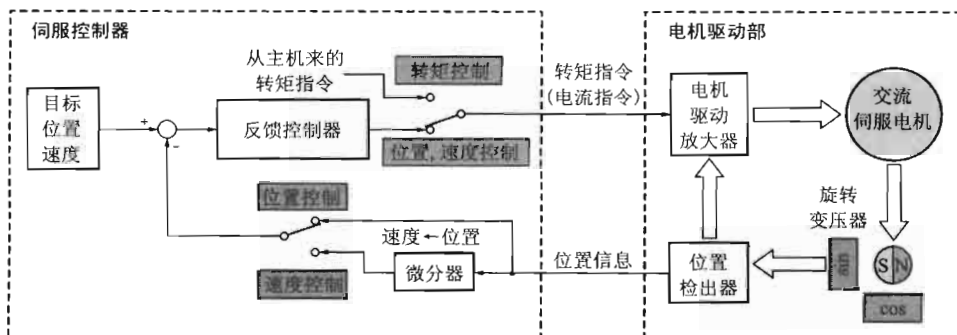 伺服控制器
目标
位置
速度
+
−
从主机来的
转矩指令
反馈控制器
转矩控制
位置,速度控制
位置控制
速度控制
速度←位置
微分器
转矩指令
(电流指令)
位置信息
电机驱动部
电机
驱动
放大器
交流
伺服电机
旋转
变压器
位置
检出器
sin
S N
cos